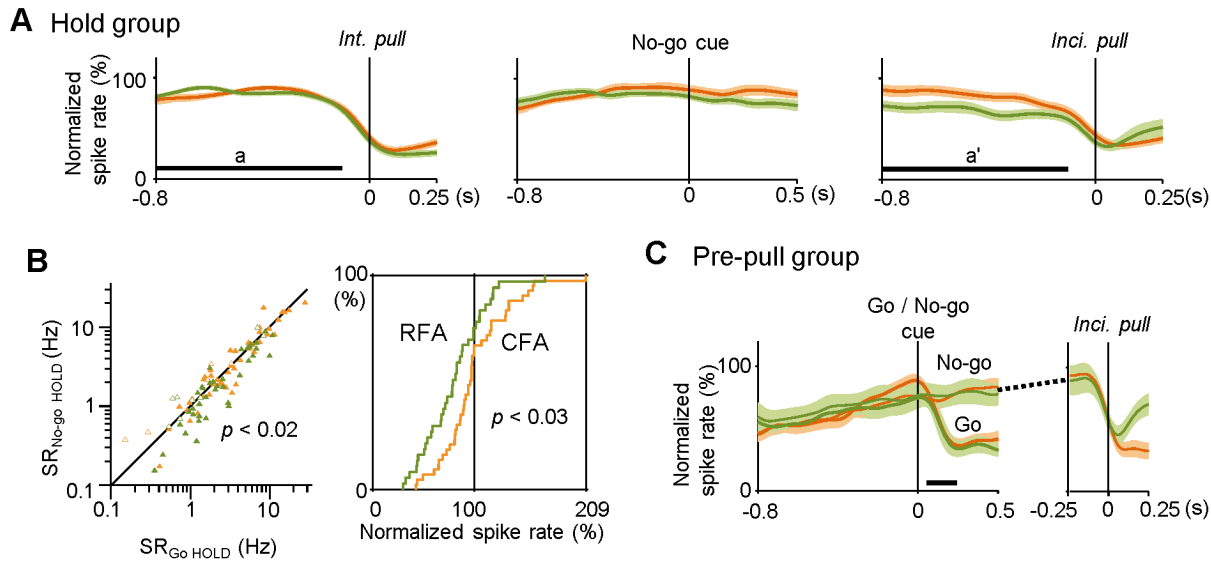 A Hold group
Int. pull
No-go cue
Inci. pull
Normalized
spike rate (%)
100
0
a
a'
-0.8 0 0.25 (s)
-0.8 0 0.5 (s)
-0.8 0 0.25(s)
B
SRNo-go HOLD (Hz)
10
1
0.1
0.1 1 10
p < 0.02
SRGo HOLD (Hz)
100
(%)
0
RFA
CFA
p < 0.03
0 100 209
Normalized spike rate (%)
C Pre-pull group
Go / No-go
cue
Inci. pull
Normalized
spike rate (%)
100
0
No-go
Go
-0.8 0 0.5
-0.25 0 0.25 (s)